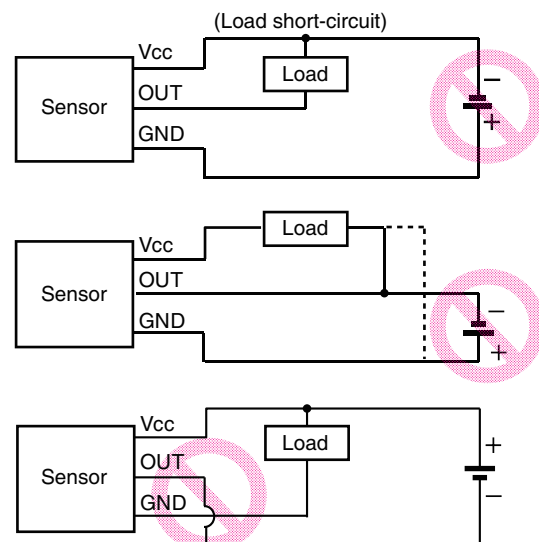 (Load short-circuit)
Vcc
Load
−
Sensor
OUT
+
GND
Load
Vcc
OUT
Sensor
−
GND
+
Vcc
Load
+
OUT
Sensor
GND
−